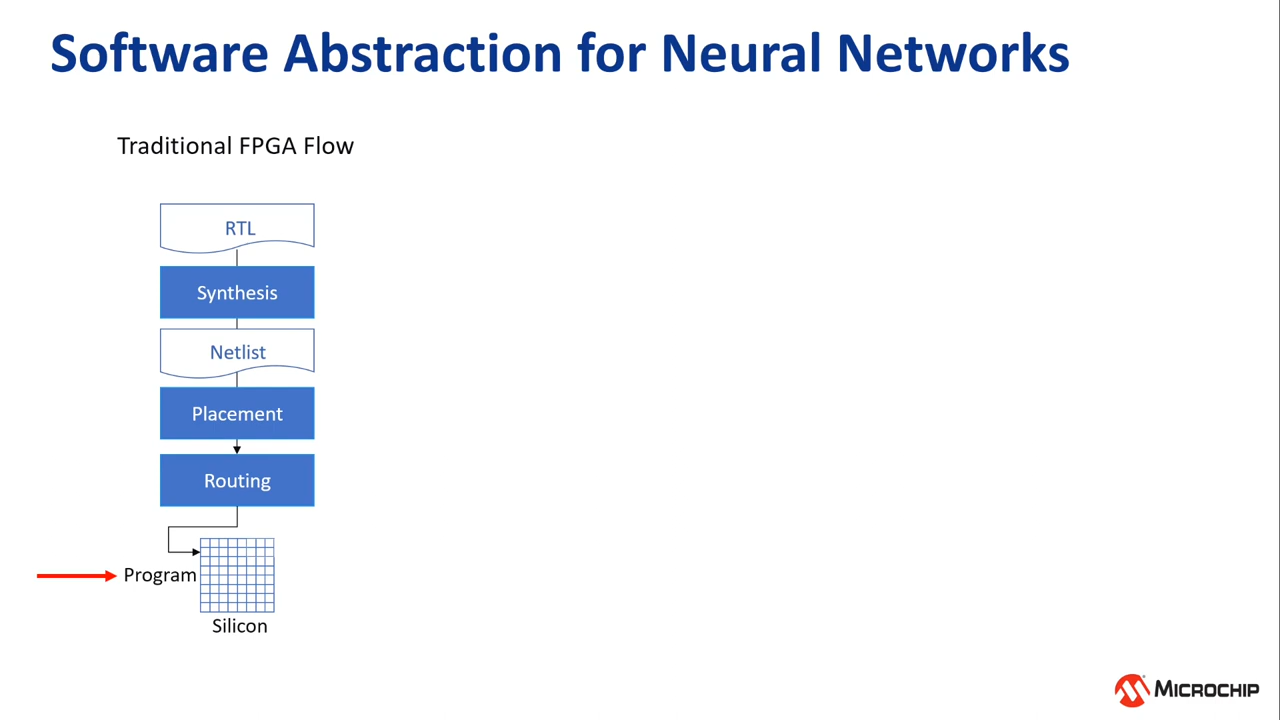 Software Abstraction for Neural Networks
Traditional FPGA Flow
RTL
Synthesis
Netlist
Placement
Routing
Program
Silicon
MICROCHIP